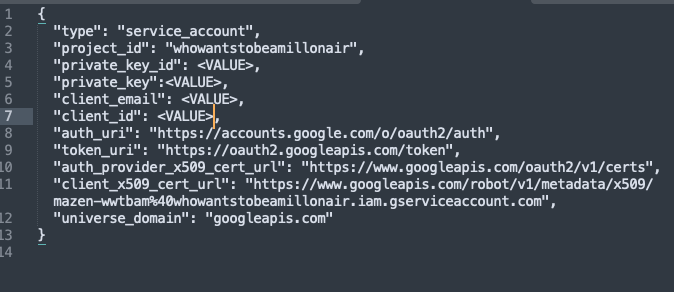 1 {
2 "type": "service_account",
3 "project_id": "whowantstobeamillonair",
4 "private_key_id": <VALUE>,
5 "private_key":<VALUE>,
6 "client_email": <VALUE>,
7 "client_id": <VALUE>,
8 "auth_uri": "https://accounts.google.com/o/oauth2/auth",
9 "token_uri": "https://oauth2.googleapis.com/token",
10 "auth_provider_x509_cert_url": "https://www.googleapis.com/oauth2/v1/certs",
11 "client_x509_cert_url": "https://www.googleapis.com/robot/v1/metadata/x509/
mazen-wwtbam%40whowantstobeamillonair.iam.gserviceaccount.com",
12 "universe_domain": "googleapis.com"
13 }
14